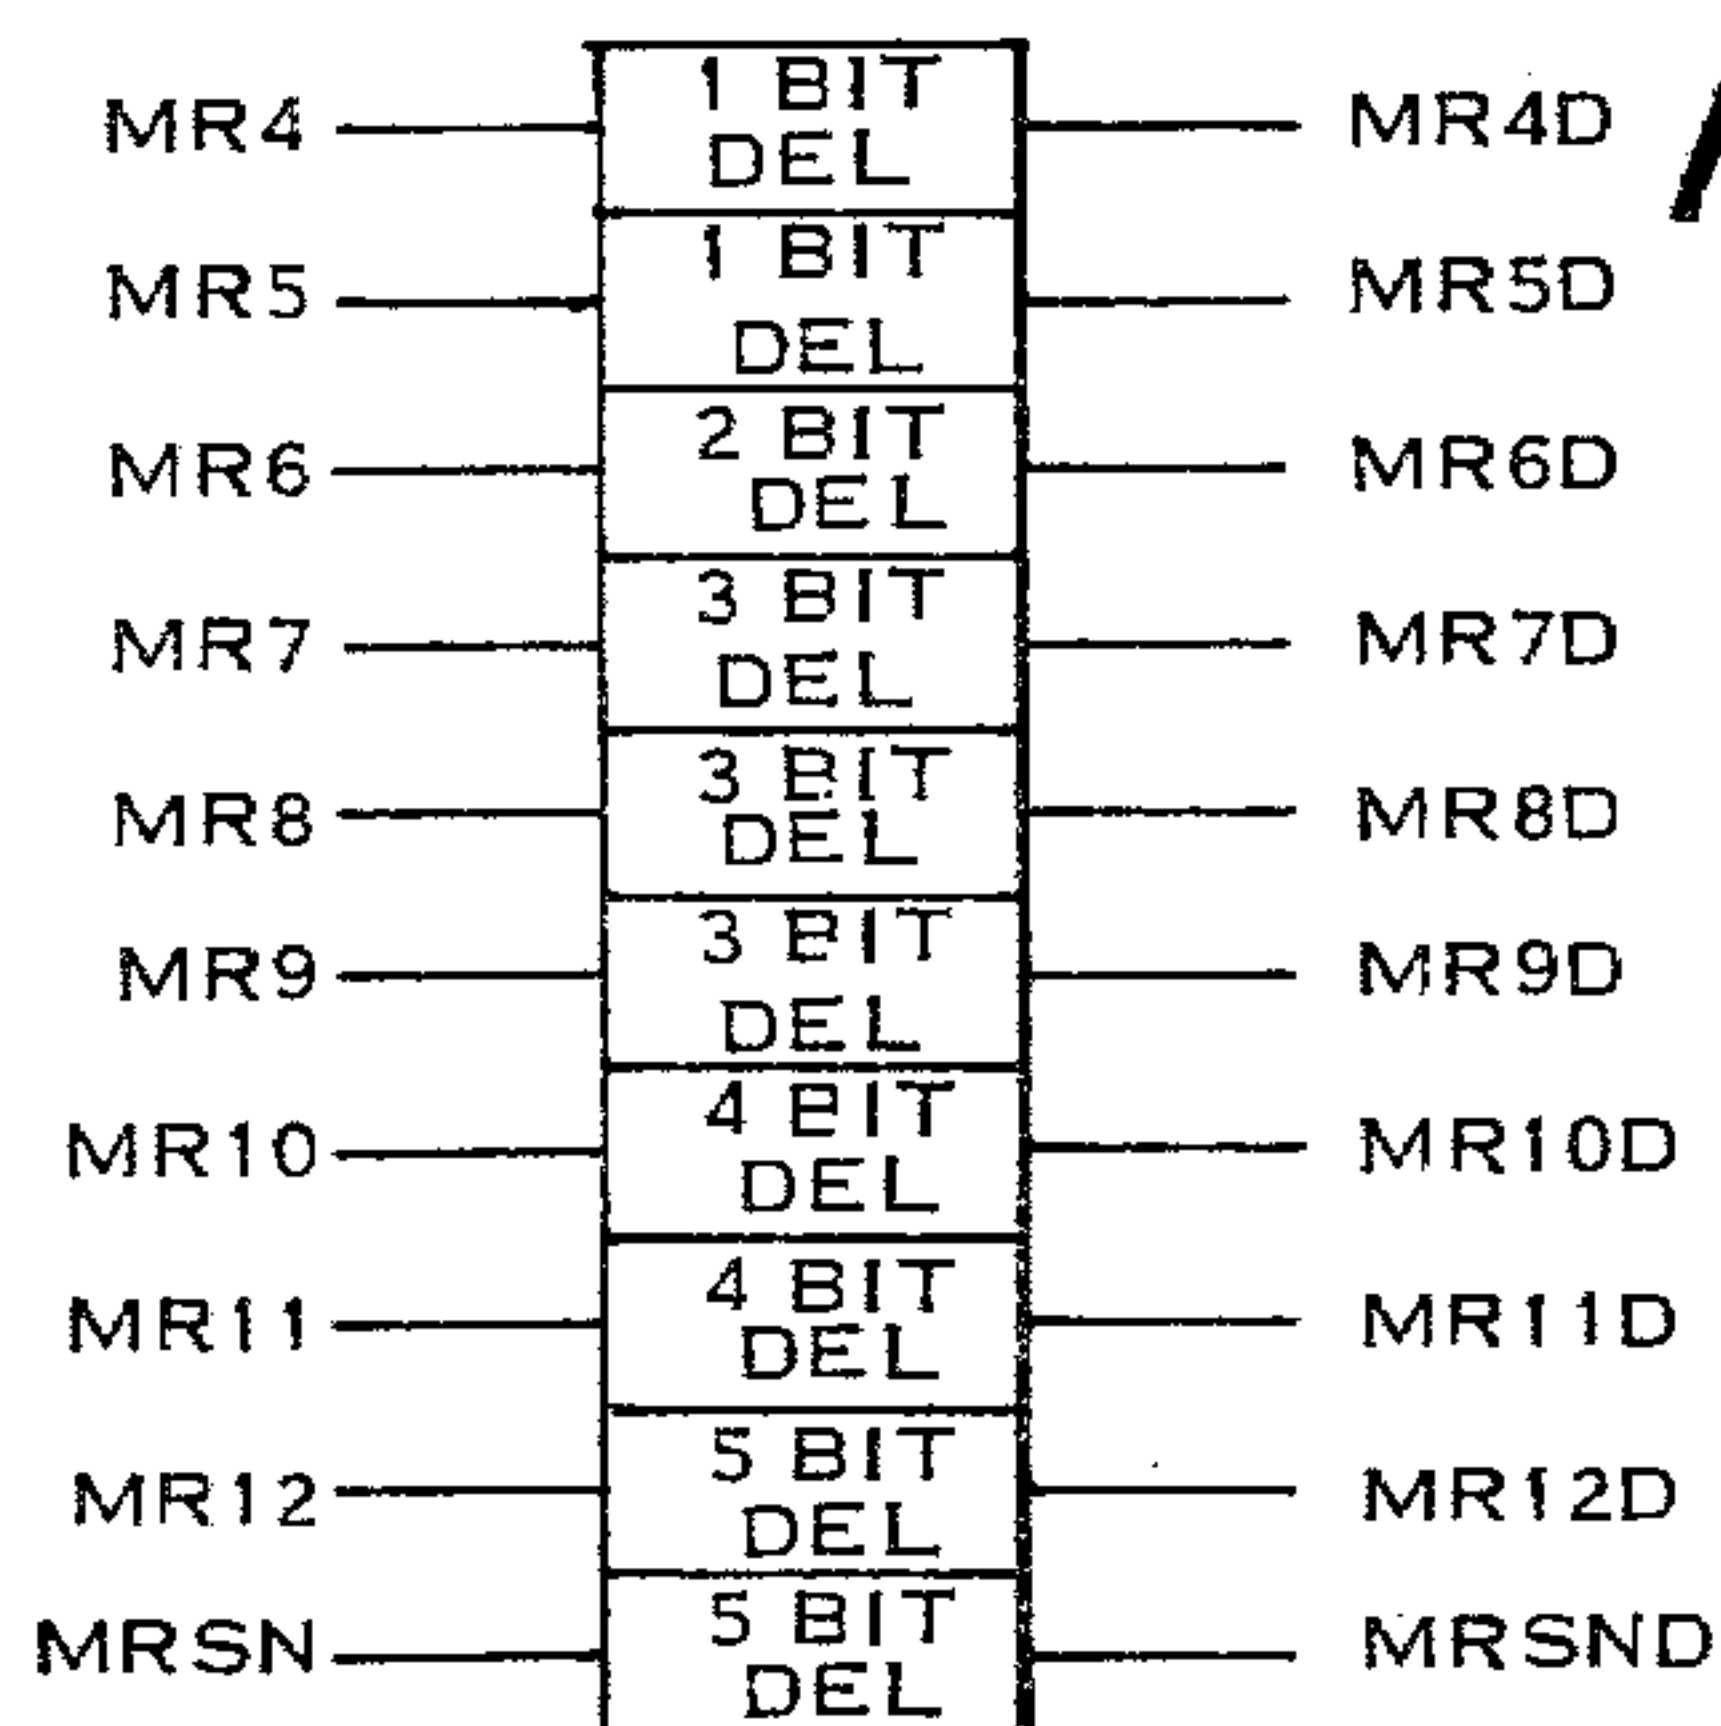 1 BIT
MR4 DEL MR4D
1 BIT
MR5 DEL MR5D
2 BIT
MR6 DEL MR6D
3 BIT
MR7 DEL MR7D
3 BIT
MR8 DEL MR8D
3 BIT
MR9 DEL MR9D
4 BIT
MR10 DEL MR10D
4 BIT
MR11 DEL MR11D
5 BIT
MR12 DEL MR12D
5 BIT
MRSN DEL MRSND